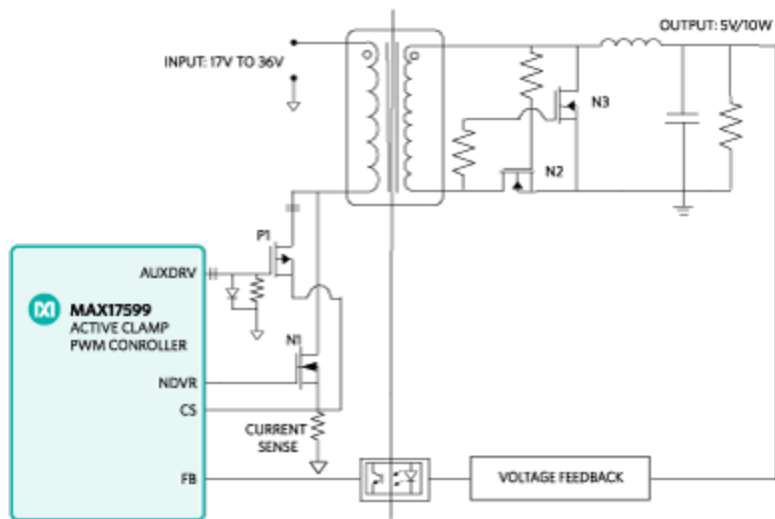 OUTPUT: 5V/10W
INPUT: 17V TO 36V
N3
N2
P1
AUXDRV
MAX17599
ACTIVE CLAMP
PWM CONROLLER
N1
NDVR
CS
CURRENT
SENSE
FB
VOLTAGE FEEDBACK